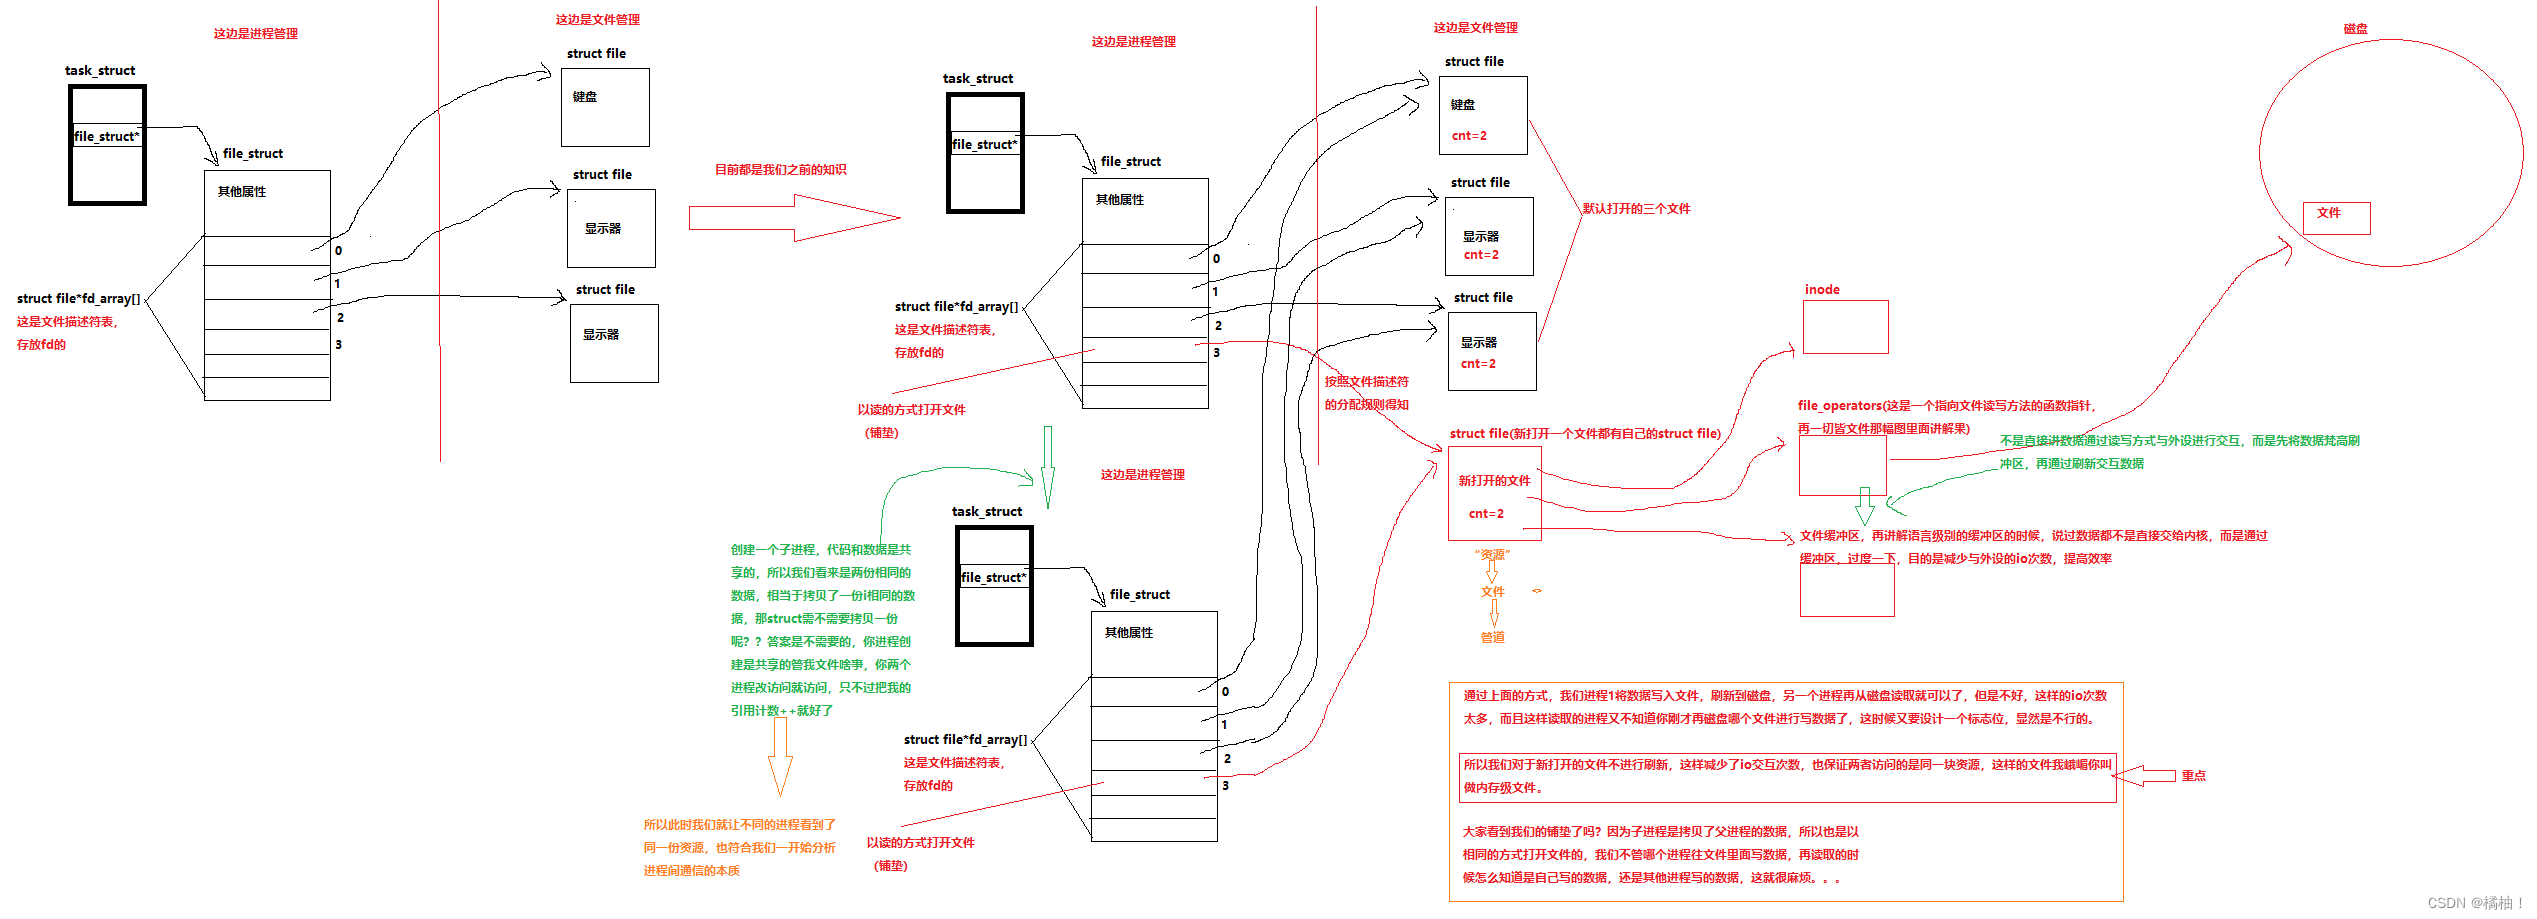 这边是进程管理
这边是文件管理
task_struct
file_struct*
file_struct
其他属性
struct file*fd_array[]
这是文件描述符表，
存放fd的
0
1
2
3
struct file
键盘
struct file
显示器
struct file
显示器
目前都是我们之前的知识
这边是进程管理
这边是文件管理
task_struct
file_struct*
file_struct
其他属性
struct file*fd_array[]
这是文件描述符表，
存放fd的
0
1
2
3
以读的方式打开文件
（铺垫）
struct file
键盘
cnt=2
struct file
显示器
cnt=2
struct file
显示器
cnt=2
默认打开的三个文件
按照文件描述符
的分配规则得知
struct file(新打开一个文件都有自己的struct file)
新打开的文件
cnt=2
“资源”
文件
<>
管道
磁盘
文件
inode
file_operators(这是一个指向文件读写方法的函数指针，
再一切皆文件那幅图里面讲解果)
不是直接讲数据通过读写方式与外设进行交互，而是先将数据梵高刷
冲区，再通过刷新交互数据
文件缓冲区，再讲解语言级别的缓冲区的时候，说过数据都不是直接交给内核，而是通过
缓冲区，过度一下，目的是减少与外设的io次数，提高效率
这边是进程管理
task_struct
file_struct*
file_struct
其他属性
struct file*fd_array[]
这是文件描述符表，
存放fd的
0
1
2
3
以读的方式打开文件
（铺垫）
创建一个子进程，代码和数据是共
享的，所以我们看来是两份相同的
数据，相当于拷贝了一份i相同的数
据，那struct需不需要拷贝一份
呢？？答案是不需要的，你进程创
建是共享的管我文件啥事，你两个
进程改访问就访问，只不过把我的
引用计数++就好了
所以此时我们就让不同的进程看到了
同一份资源，也符合我们一开始分析
进程间通信的本质
通过上面的方式，我们进程1将数据写入文件，刷新到磁盘，另一个进程再从磁盘读取就可以了，但是不好，这样的io次数
太多，而且这样读取的进程又不知道你刚才再磁盘哪个文件进行写数据了，这时候又要设计一个标志位，显然是不行的。
所以我们对于新打开的文件不进行刷新，这样减少了io交互次数，也保证两者访问的是同一块资源，这样的文件我峨嵋你叫
做内存级文件。
重点
大家看到我们的铺垫了吗？因为子进程是拷贝了父进程的数据，所以也是以
相同的方式打开文件的，我们不管哪个进程往文件里面写数据，再读取的时
候怎么知道是自己写的数据，还是其他进程写的数据，这就很麻烦。。。
CSDN @橘柚！